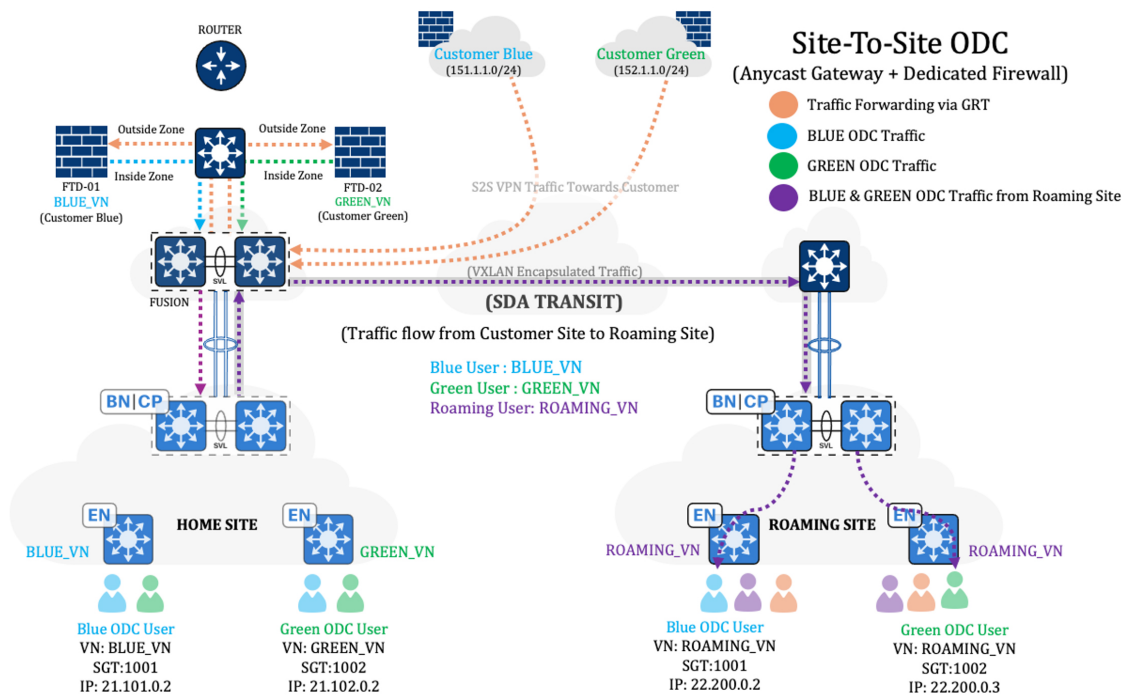 ROUTER
Customer Blue
(151.1.1.0/24)
Customer Green
(152.1.1.0/24)
Site-To-Site ODC
(Anycast Gateway + Dedicated Firewall)
Traffic Forwarding via GRT
BLUE ODC Traffic
GREEN ODC Traffic
BLUE & GREEN ODC Traffic from Roaming Site
Outside Zone
Outside Zone
Inside Zone
Inside Zone
FTD-01
BLUE_VN
(Customer Blue)
FTD-02
GREEN_VN
(Customer Green)
S2S VPN Traffic Towards Customer
SVL
FUSION
(VXLAN Encapsulated Traffic)
(SDA TRANSIT)
(Traffic flow from Customer Site to Roaming Site)
Blue User : BLUE_VN
Green User : GREEN_VN
Roaming User: ROAMING_VN
BN|CP
SVL
BN|CP
SVL
EN
HOME SITE
EN
BLUE_VN
GREEN_VN
EN
ROAMING SITE
EN
ROAMING_VN
ROAMING_VN
Blue ODC User
VN: BLUE_VN
SGT:1001
IP: 21.101.0.2
Green ODC User
VN: GREEN_VN
SGT:1002
IP: 21.102.0.2
Blue ODC User
VN: ROAMING_VN
SGT:1001
IP: 22.200.0.2
Green ODC User
VN: ROAMING_VN
SGT:1002
IP: 22.200.0.3